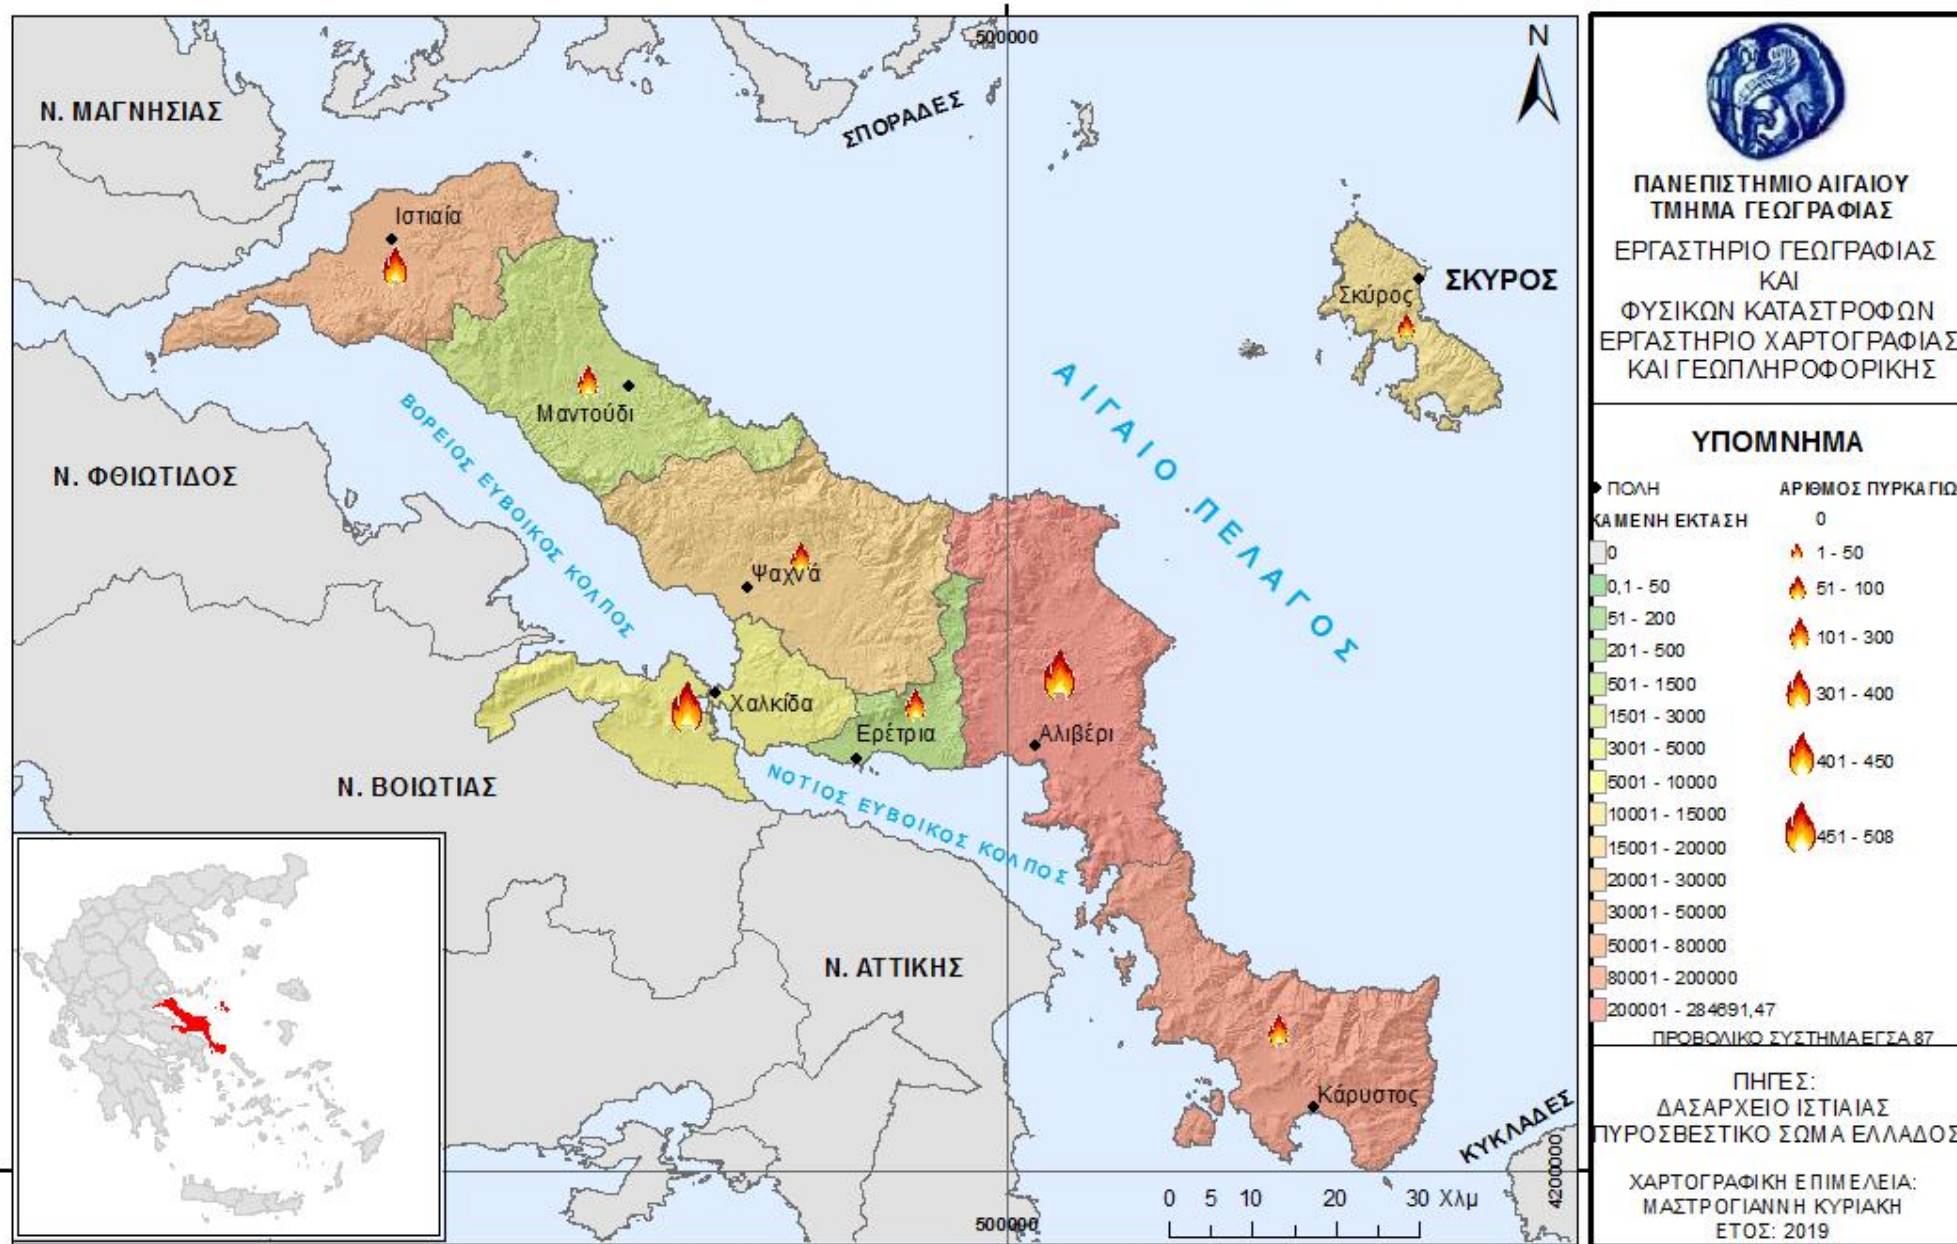 500000
N
Ν. ΜΑΓΝΗΣΙΑΣ
ΣΠΟΡΑΔΕΣ
Ιστιαία
ΣΚΥΡΟΣ
Σκύρος
Μαντούδι
ΒΟΡΕΙΟΣ ΕΥΒΟΙΚΟΣ ΚΟΛΠΟΣ
ΑΙΓΑΙΟ ΠΕΛΑΓΟΣ
Ν. ΦΘΙΩΤΙΔΟΣ
Ψαχνά
Χαλκίδα
Ερέτρια
Αλιβέρι
Ν. ΒΟΙΩΤΙΑΣ
ΝΟΤΙΟΣ ΕΥΒΟΙΚΟΣ ΚΟΛΠΟΣ
Ν. ΑΤΤΙΚΗΣ
Κάρυστος
ΚΥΚΛΑΔΕΣ
4200000
0 5 10 20 30 Χλμ
500000
ΠΑΝΕΠΙΣΤΗΜΙΟ ΑΙΓΑΙΟΥ
ΤΜΗΜΑ ΓΕΩΓΡΑΦΙΑΣ
ΕΡΓΑΣΤΗΡΙΟ ΓΕΩΓΡΑΦΙΑΣ
ΚΑΙ
ΦΥΣΙΚΩΝ ΚΑΤΑΣΤΡΟΦΩΝ
ΕΡΓΑΣΤΗΡΙΟ ΧΑΡΤΟΓΡΑΦΙΑΣ
ΚΑΙ ΓΕΩΠΛΗΡΟΦΟΡΙΚΗΣ
ΥΠΟΜΝΗΜΑ
ΠΟΛΗ
ΚΑΜΕΝΗ ΕΚΤΑΣΗ
0
0,1 - 50
51 - 200
201 - 500
501 - 1500
1501 - 3000
3001 - 5000
5001 - 10000
10001 - 15000
15001 - 20000
20001 - 30000
30001 - 50000
50001 - 80000
80001 - 200000
200001 - 284691,47
ΑΡΙΘΜΟΣ ΠΥΡΚΑΓΙΩ
0
1 - 50
51 - 100
101 - 300
301 - 400
401 - 450
451 - 508
ΠΡΟΒΟΛΙΚΟ ΣΥΣΤΗΜΑ ΕΓΣΑ 87
ΠΗΓΕΣ:
ΔΑΣΑΡΧΕΙΟ ΙΣΤΙΑΙΑΣ
ΠΥΡΟΣΒΕΣΤΙΚΟ ΣΩΜΑ ΕΛΛΑΔΟΣ
ΧΑΡΤΟΓΡΑΦΙΚΗ ΕΠΙΜΕΛΕΙΑ:
ΜΑΣΤΡΟΓΙΑΝΝΗ ΚΥΡΙΑΚΗ
ΕΤΟΣ: 2019